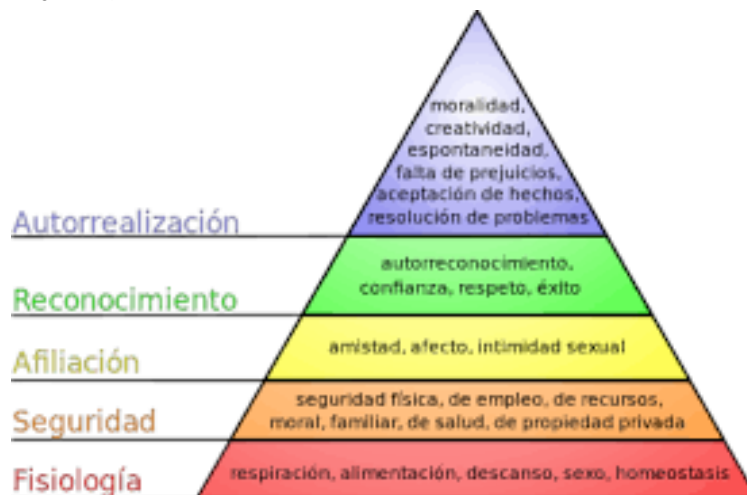 moralidad,
creatividad,
espontaneidad,
falta de prejuicios,
aceptación de hechos,
resolución de problemas
Autorrealización
autorreconocimiento,
confianza, respeto, éxito
Reconocimiento
amistad, afecto, intimidad sexual
Afiliación
seguridad física, de empleo, de recursos,
moral, familiar, de salud, de propiedad privada
Seguridad
respiración, alimentación, descanso, sexo, homeostasis
Fisiología